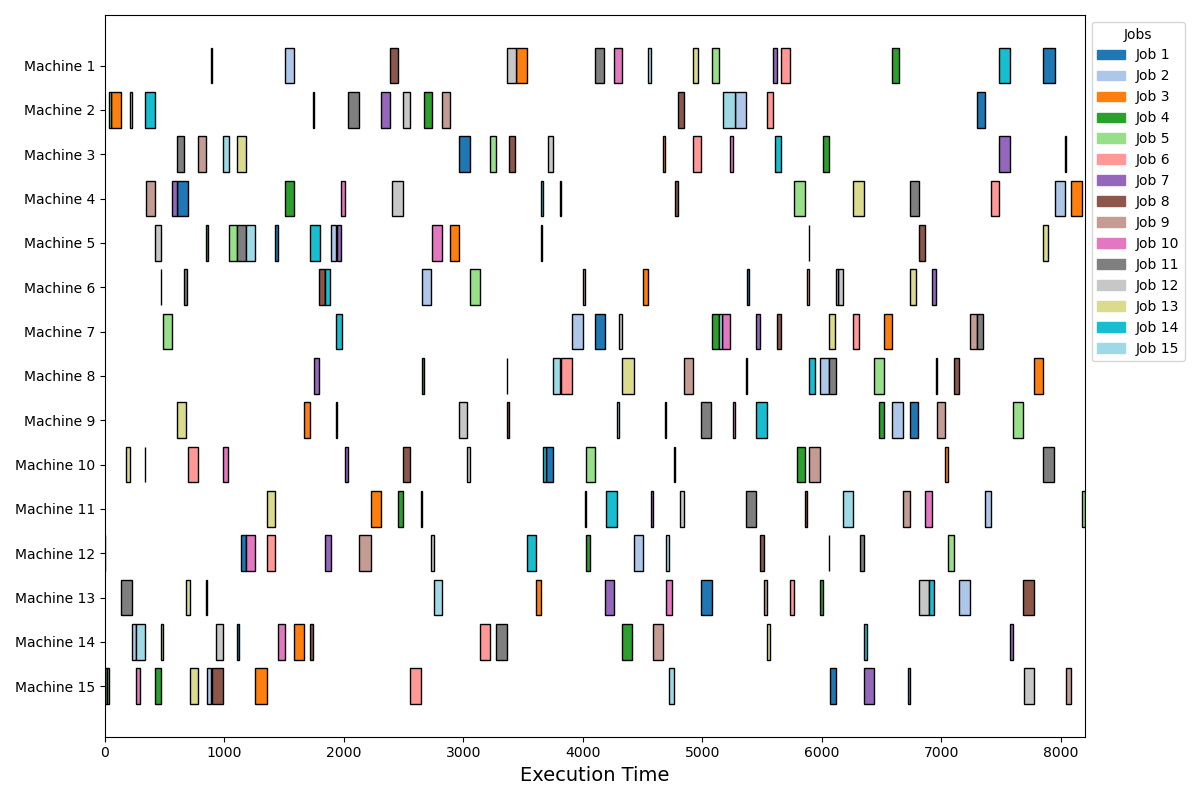 Machine 1
Machine 2
Machine 3
Machine 4
Machine 5
Machine 6
Machine 7
Machine 8
Machine 9
Machine 10
Machine 11
Machine 12
Machine 13
Machine 14
Machine 15
0 1000 2000 3000 4000 5000 6000 7000 8000
Execution Time
Jobs
Job 1
Job 2
Job 3
Job 4
Job 5
Job 6
Job 7
Job 8
Job 9
Job 10
Job 11
Job 12
Job 13
Job 14
Job 15